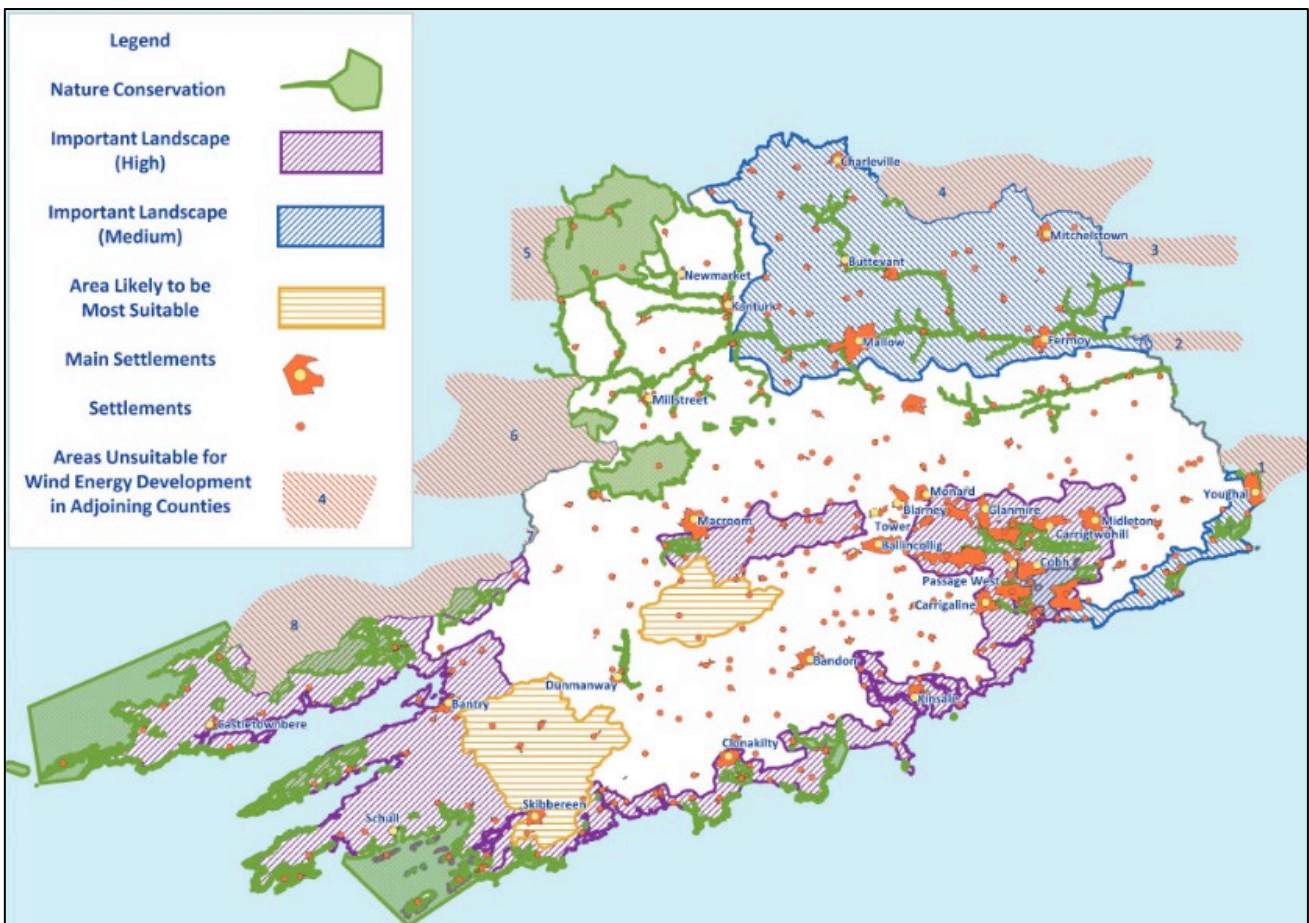 Legend
Nature Conservation
Important Landscape
(High)
Important Landscape
(Medium)
Area Likely to be
Most Suitable
Main Settlements
Settlements
Areas Unsuitable for
Wind Energy Development
in Adjoining Counties
4
Charleville
4
Mitchelstown
3
5
Newmarket
Buttevant
Kanturk
Mallow
Fermoy
2
Millstreet
6
1
Youghal
Monard
Blarney
Glanmire
Macroom
Tower
Midleton
Carrigtwohill
7
Ballincollig
Cobh
Passage West
Carrigaline
8
Bandon
Dunmanway
Kinsale
Bantry
Castletownbere
Clonakilty
Skibbereen
Schull